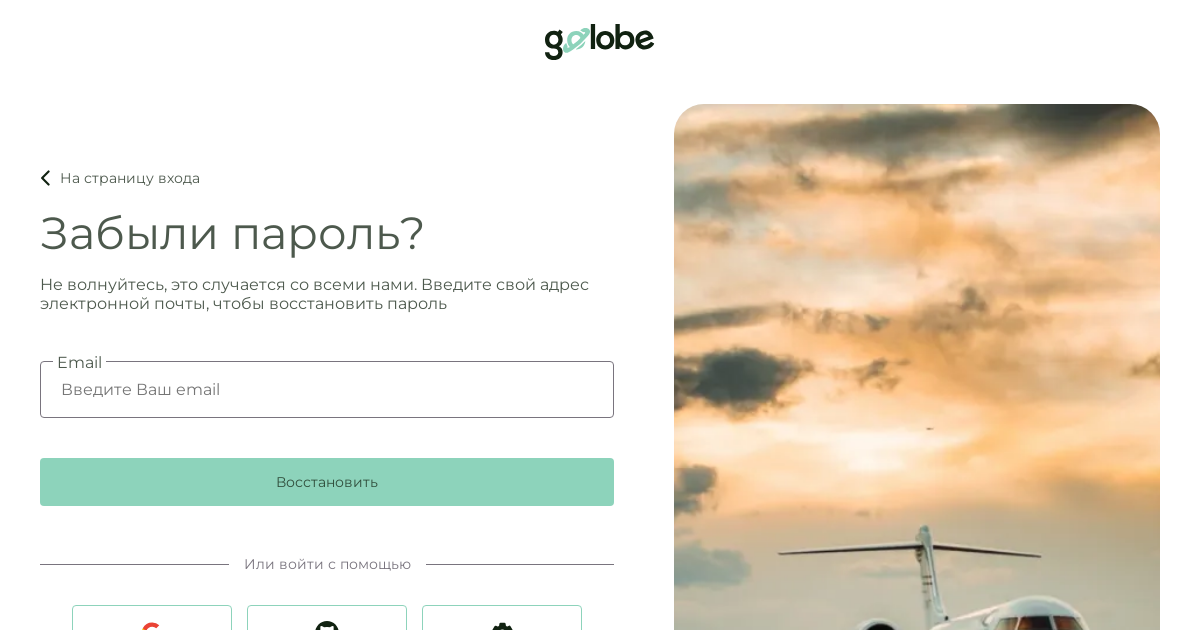 golobe
На страницу входа
Забыли пароль?
Не волнуйтесь, это случается со всеми нами. Введите свой адрес
электронной почты, чтобы восстановить пароль
Email
Введите Ваш email
Восстановить
Или войти с помощью